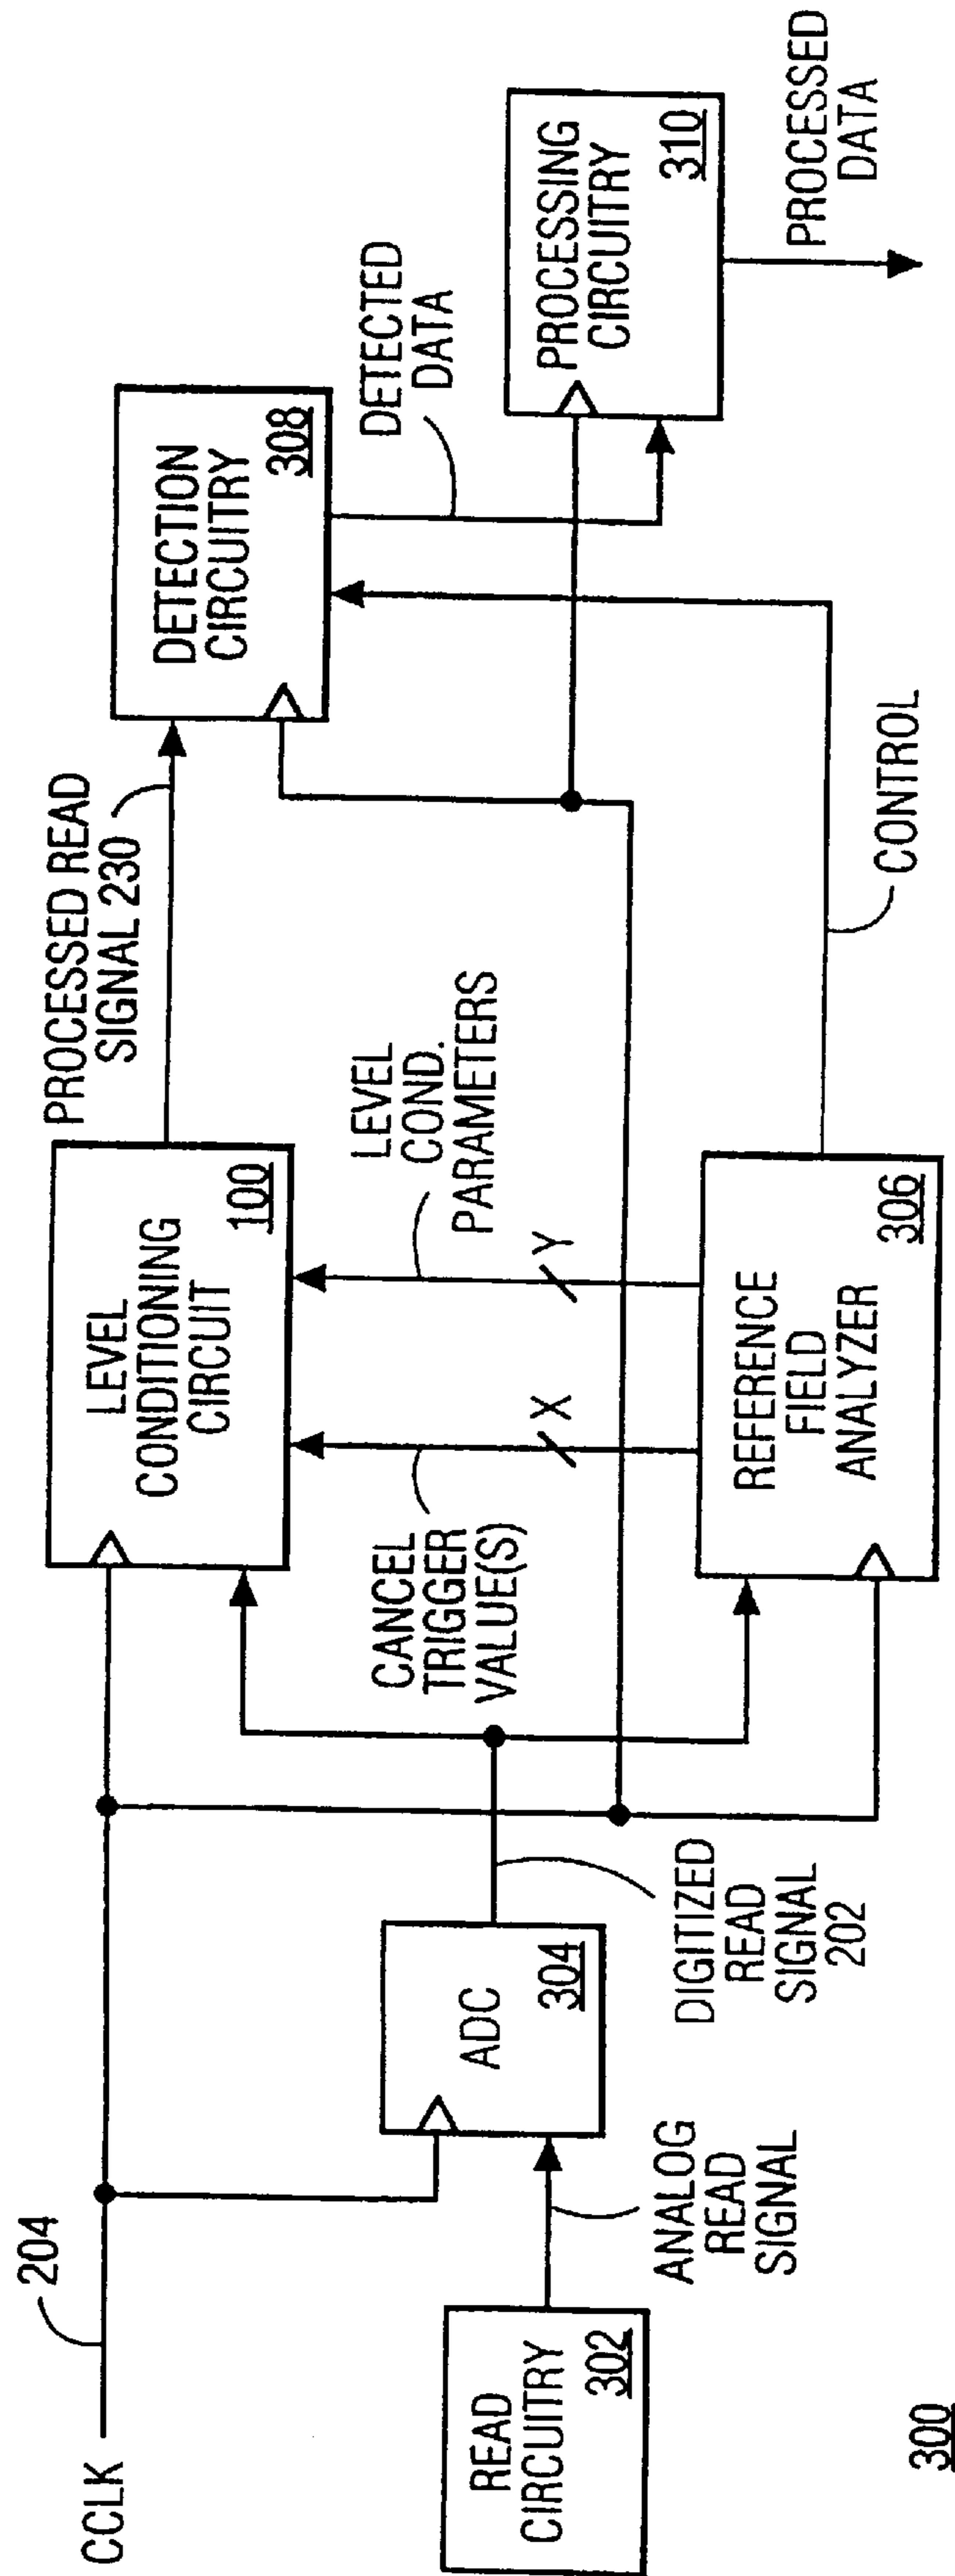 CCLK
204
READ
CIRCUITRY
302
ANALOG
READ
SIGNAL
ADC
304
DIGITIZED
READ
SIGNAL
202
LEVEL
CONDITIONING
CIRCUIT
100
CANCEL
TRIGGER
VALUE(S)
X
LEVEL
COND.
PARAMETERS
Y
REFERENCE
FIELD
ANALYZER
306
PROCESSED READ
SIGNAL 230
CONTROL
DETECTION
CIRCUITRY
308
DETECTED
DATA
PROCESSING
CIRCUITRY
310
PROCESSED
DATA
300